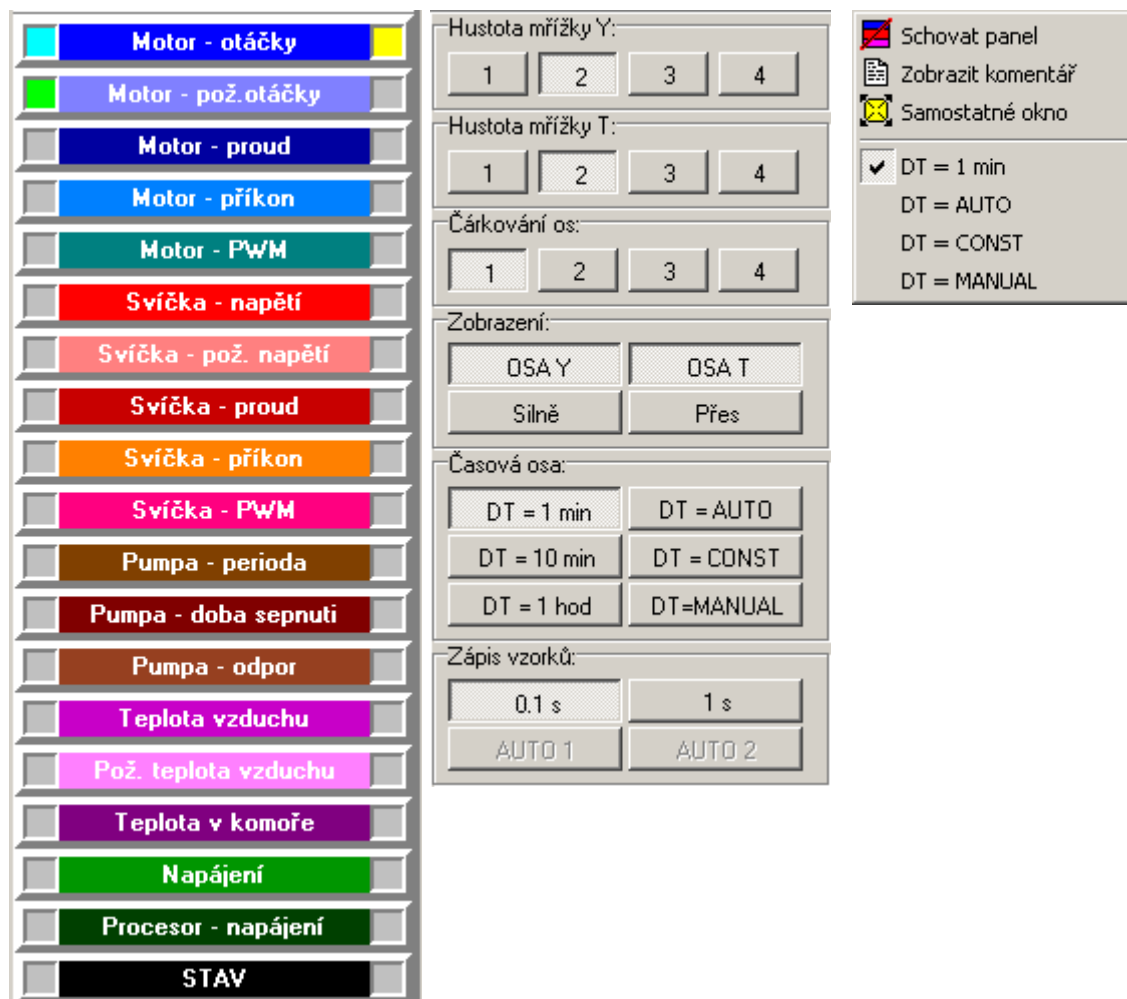 Motor - otáčky
Motor - pož.otáčky
Motor - proud
Motor - příkon
Motor - PWM
Svíčka - napětí
Svíčka - pož. napětí
Svíčka - proud
Svíčka - příkon
Svíčka - PWM
Pumpa - perioda
Pumpa - doba sepnuti
Pumpa - odpor
Teplota vzduchu
Pož. teplota vzduchu
Teplota v komoře
Napájení
Procesor - napájení
STAV
Hustota mřížky Y:
1 2 3 4
Hustota mřížky T:
1 2 3 4
Čárkování os:
1 2 3 4
Zobrazení:
OSA Y OSA T
Silně Přes
Časová osa:
DT = 1 min DT = AUTO
DT = 10 min DT = CONST
DT = 1 hod DT=MANUAL
Zápis vzorků:
0.1 s 1 s
AUTO 1 AUTO 2
Schovat panel
Zobrazit komentář
Samostatné okno
DT = 1 min
DT = AUTO
DT = CONST
DT = MANUAL